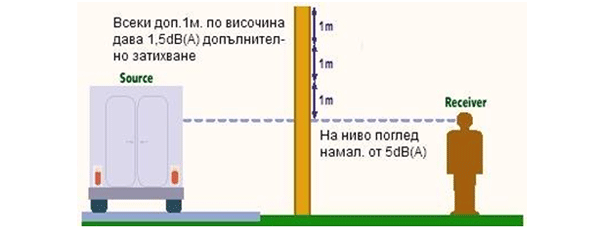 Всеки доп.1м. по височина
дава 1,5dB(A) допълнител-
но затихване
Source
1m
1m
1m
Receiver
На ниво поглед
намал. от 5dB(A)